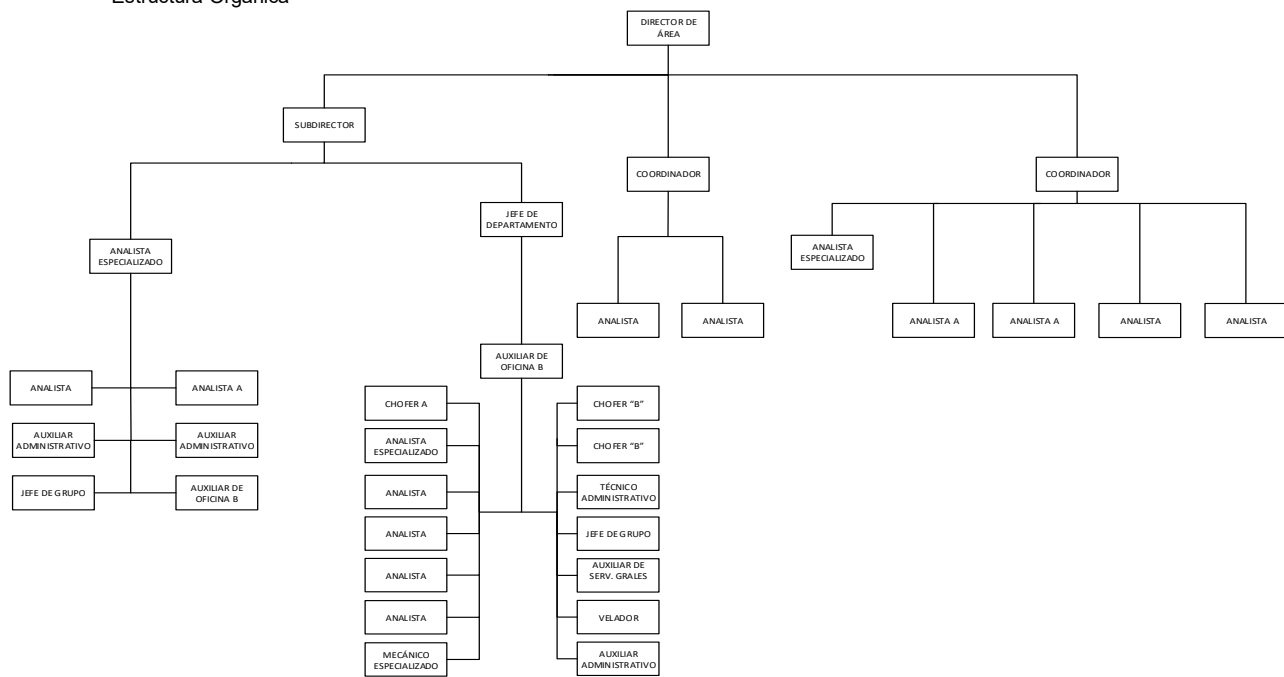 Estructura Orgánica
DIRECTOR DE
ÁREA
SUBDIRECTOR
COORDINADOR
COORDINADOR
JEFE DE
DEPARTAMENTO
ANALISTA
ESPECIALIZADO
ANALISTA
ESPECIALIZADO
ANALISTA
ANALISTA
ANALISTA A
ANALISTA A
ANALISTA
ANALISTA
AUXILIAR DE
OFICINA B
ANALISTA
ANALISTA A
AUXILIAR
ADMINISTRATIVO
AUXILIAR
ADMINISTRATIVO
JEFE DE GRUPO
AUXILIAR DE
OFICINA B
CHOFER A
CHOFER “B”
ANALISTA
ESPECIALIZADO
CHOFER “B”
ANALISTA
TÉCNICO
ADMINISTRATIVO
ANALISTA
JEFE DE GRUPO
ANALISTA
AUXILIAR DE
SERV. GRALES
ANALISTA
VELADOR
MECÁNICO
ESPECIALIZADO
AUXILIAR
ADMINISTRATIVO